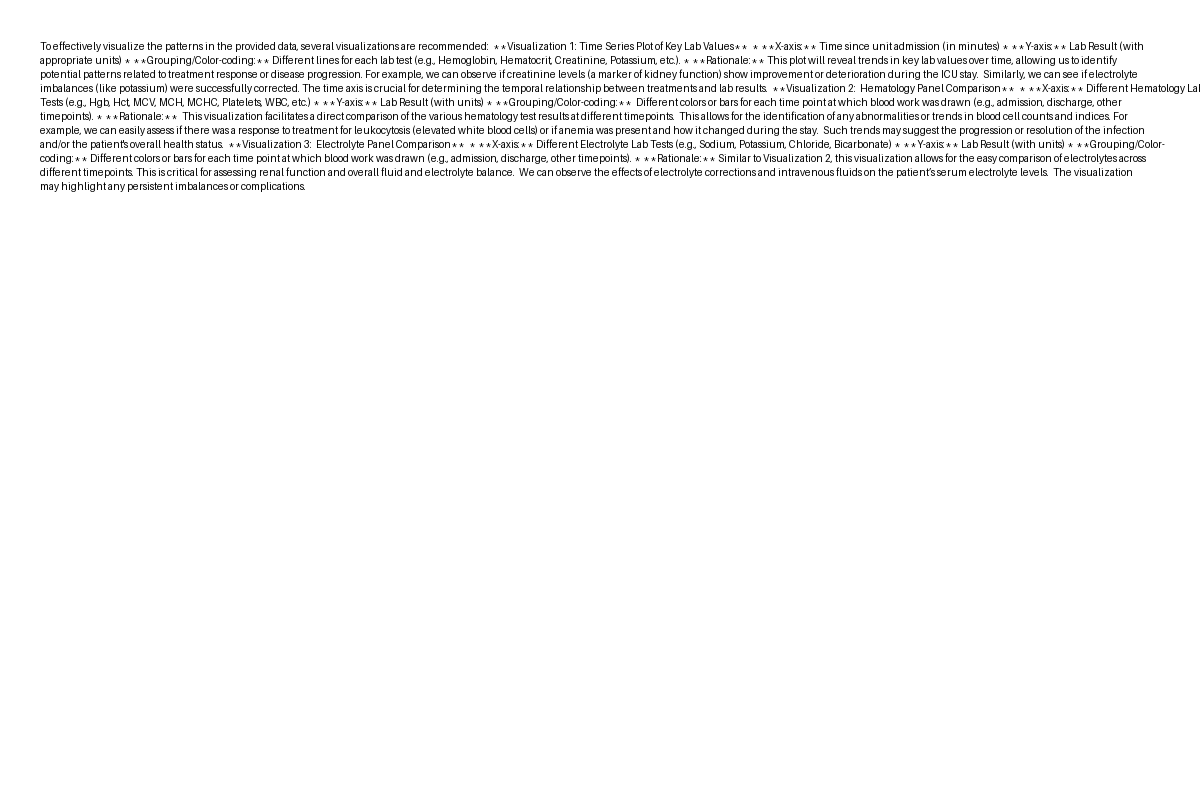 To effectively visualize the patterns in the provided data, several visualizations are recommended:  **Visualization 1: Time Series Plot of Key Lab Values**  * **X-axis:** Time since unit admission (in minutes) * **Y-axis:** Lab Result (with
appropriate units) * **Grouping/Color-coding:** Different lines for each lab test (e.g., Hemoglobin, Hematocrit, Creatinine, Potassium, etc.). * **Rationale:** This plot will reveal trends in key lab values over time, allowing us to identify
potential patterns related to treatment response or disease progression. For example, we can observe if creatinine levels (a marker of kidney function) show improvement or deterioration during the ICU stay.  Similarly, we can see if electrolyte
imbalances (like potassium) were successfully corrected. The time axis is crucial for determining the temporal relationship between treatments and lab results.  **Visualization 2:  Hematology Panel Comparison**  * **X-axis:** Different Hematology Lab
Tests (e.g., Hgb, Hct, MCV, MCH, MCHC, Platelets, WBC, etc.) * **Y-axis:** Lab Result (with units) * **Grouping/Color-coding:**  Different colors or bars for each time point at which blood work was drawn (e.g., admission, discharge, other
timepoints). * **Rationale:**  This visualization facilitates a direct comparison of the various hematology test results at different timepoints.  This allows for the identification of any abnormalities or trends in blood cell counts and indices. For
example, we can easily assess if there was a response to treatment for leukocytosis (elevated white blood cells) or if anemia was present and how it changed during the stay.  Such trends may suggest the progression or resolution of the infection
and/or the patient's overall health status.  **Visualization 3:  Electrolyte Panel Comparison**  * **X-axis:** Different Electrolyte Lab Tests (e.g., Sodium, Potassium, Chloride, Bicarbonate) * **Y-axis:** Lab Result (with units) * **Grouping/Color-
coding:** Different colors or bars for each time point at which blood work was drawn (e.g., admission, discharge, other timepoints). * **Rationale:** Similar to Visualization 2, this visualization allows for the easy comparison of electrolytes across
different timepoints. This is critical for assessing renal function and overall fluid and electrolyte balance.  We can observe the effects of electrolyte corrections and intravenous fluids on the patient's serum electrolyte levels.  The visualization
may highlight any persistent imbalances or complications.